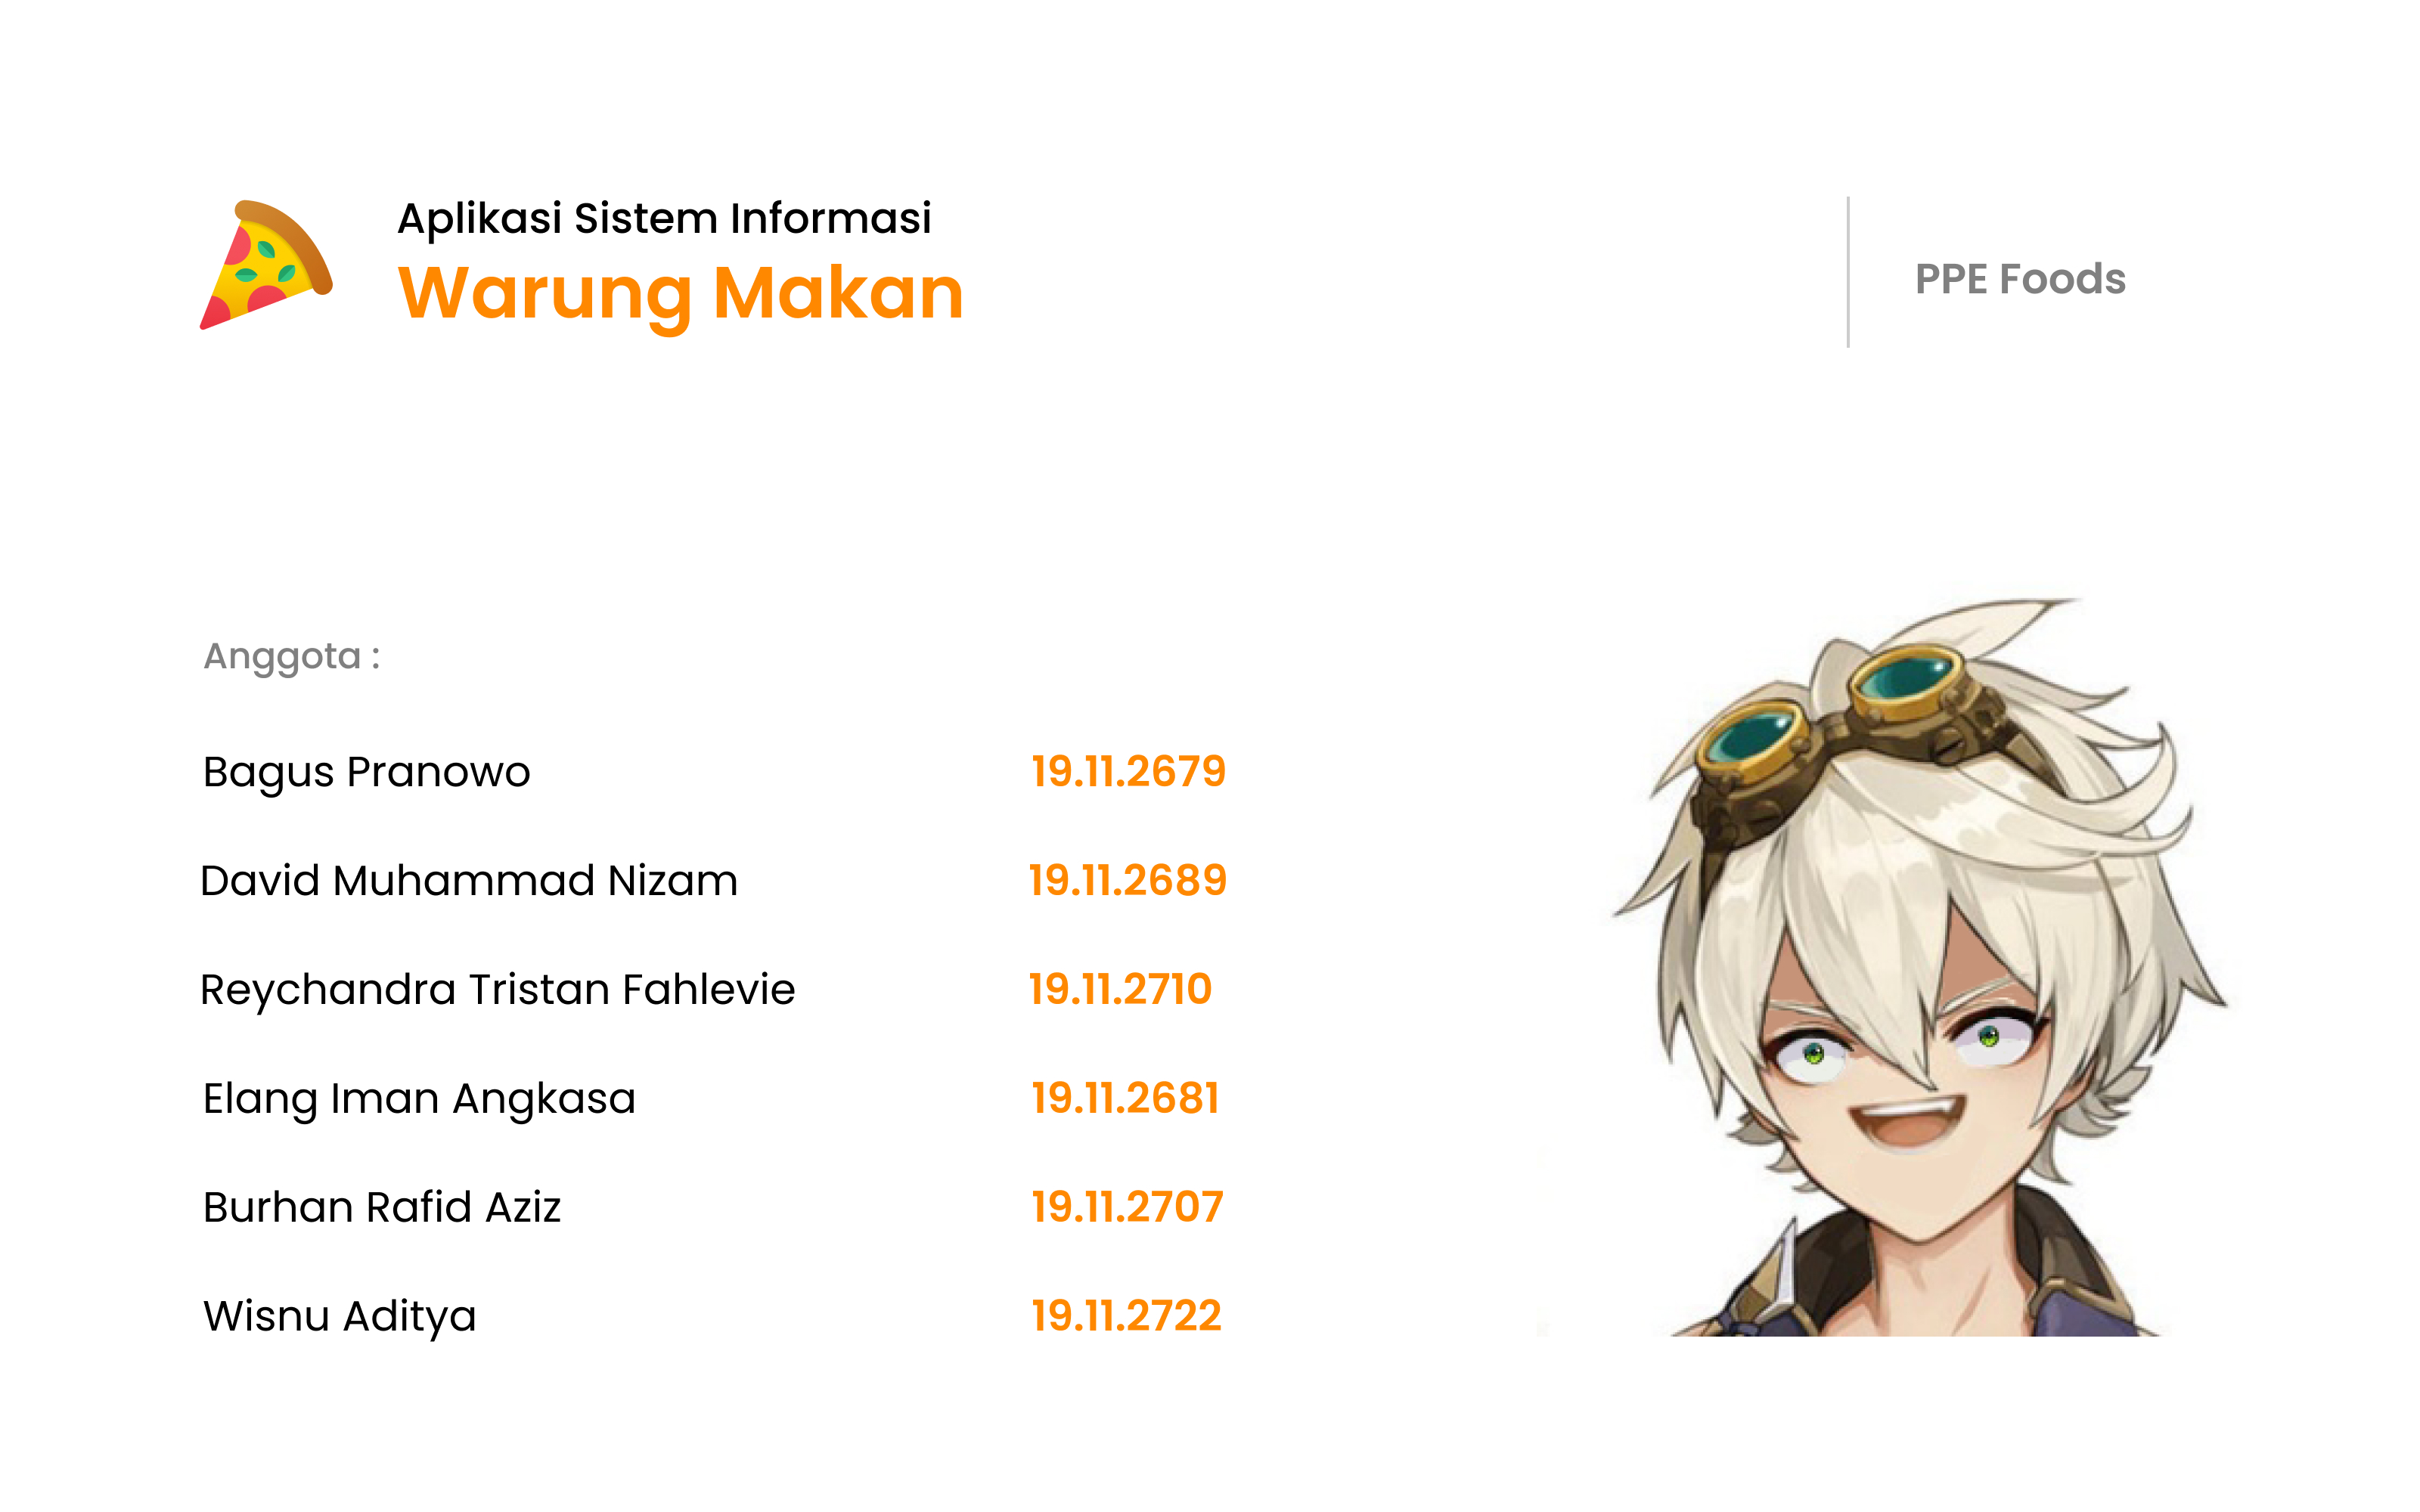 Aplikasi Sistem Informasi
Warung Makan
PPE Foods
Anggota :
Bagus Pranowo 19.11.2679
David Muhammad Nizam 19.11.2689
Reychandra Tristan Fahlevie 19.11.2710
Elang Iman Angkasa 19.11.2681
Burhan Rafid Aziz 19.11.2707
Wisnu Aditya 19.11.2722